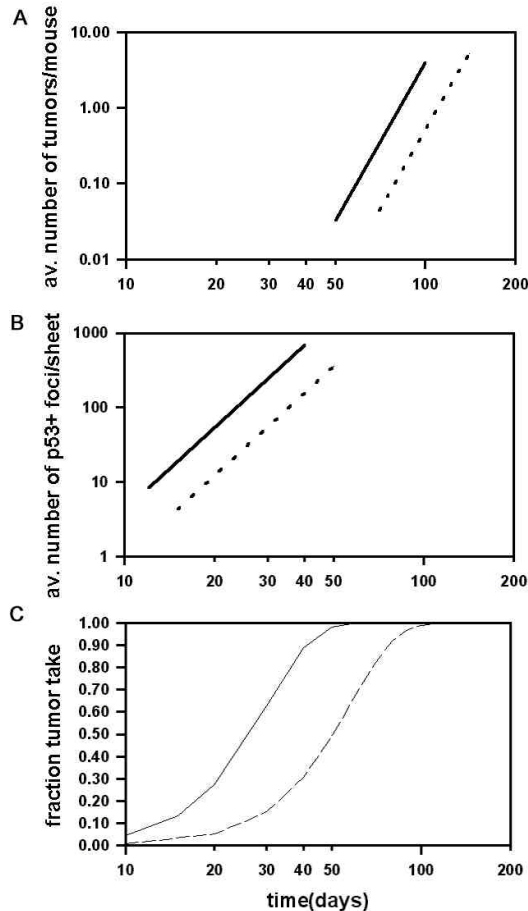 A
av. number of tumors/mouse
10.00
1.00
0.10
0.01
10 20 30 40 50 100 200
B
av. number of p53+ foci/sheet
1000
100
10
1
10 20 30 40 50 100 200
C
fraction tumor take
1.00
0.90
0.80
0.70
0.60
0.50
0.40
0.30
0.20
0.10
0.00
10 20 30 40 50 100 200
time(days)